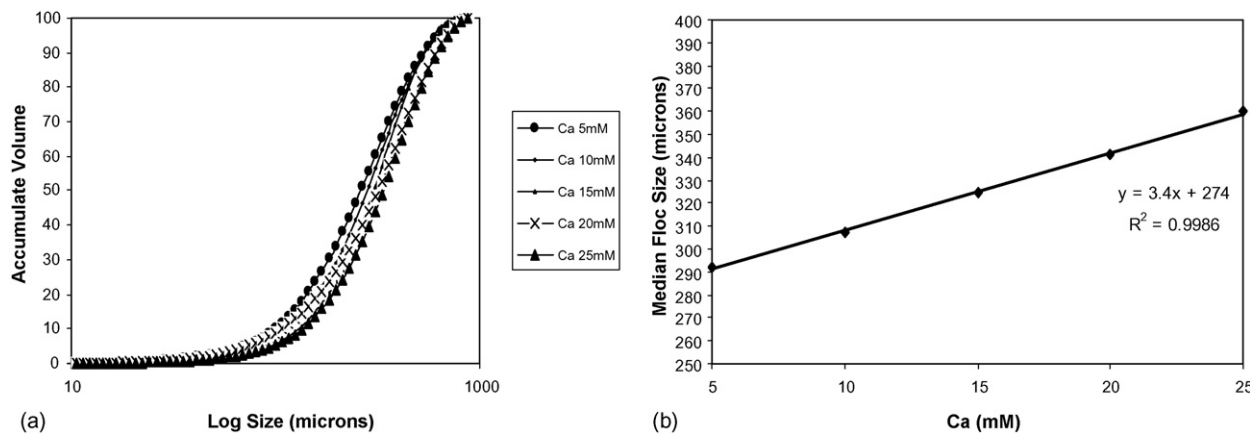 100
90
80
70
60
50
40
30
20
10
0
Accumulate Volume
10
1000
(a)
Log Size (microns)
Ca 5mM
Ca 10mM
Ca 15mM
Ca 20mM
Ca 25mM
400
390
380
370
360
350
340
330
320
310
300
290
280
270
260
250
Median Floc Size (microns)
y = 3.4x + 274
R² = 0.9986
5
10
15
20
25
(b)
Ca (mM)